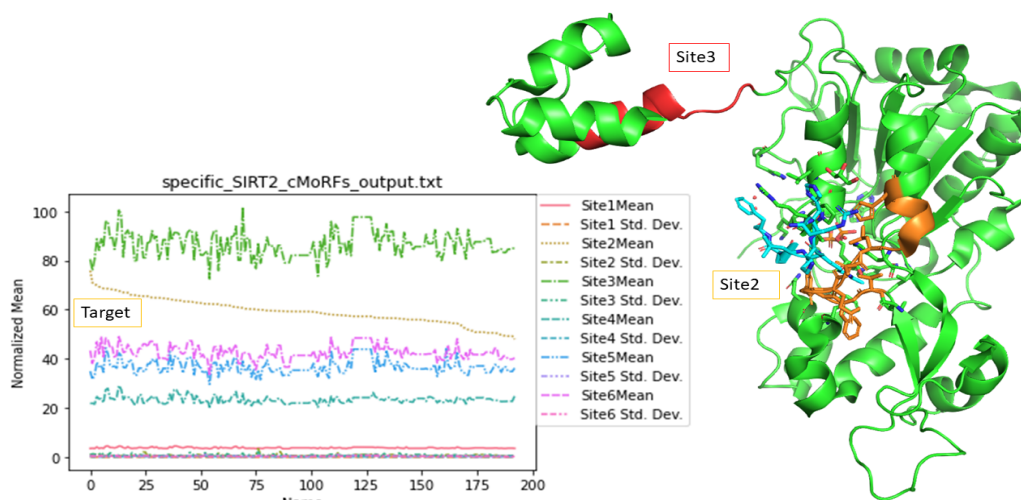 Site3
specific_SIRT2_cMoRFs_output.txt
100
80
60
40
20
0
Normalized Mean
Target
0
25
50
75
100
125
150
175
200
Site1Mean
Site1 Std. Dev.
Site2Mean
Site2 Std. Dev.
Site3Mean
Site3 Std. Dev.
Site4Mean
Site4 Std. Dev.
Site5Mean
Site5 Std. Dev.
Site6Mean
Site6 Std. Dev.
Site2